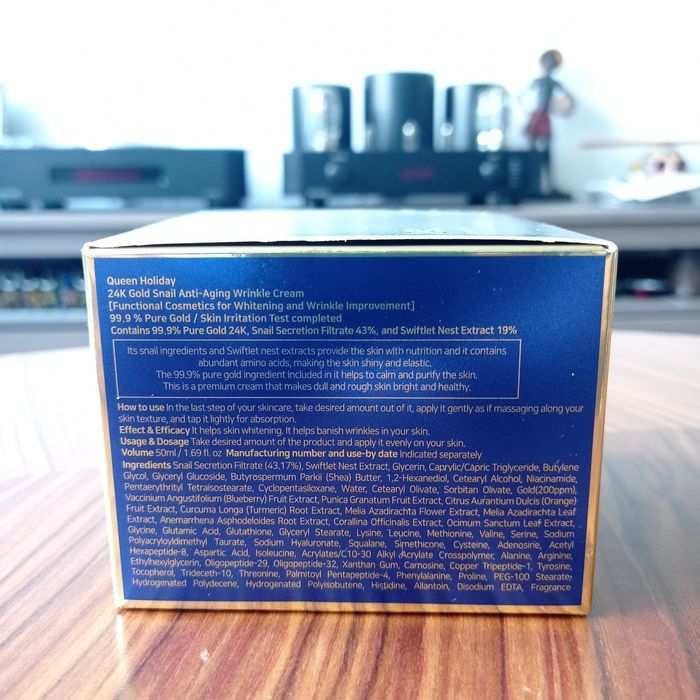 Queen Holiday
24K Gold Snail Anti-Aging Wrinkle Cream
[Functional Cosmetics for Whitening and Wrinkle Improvement]
99.9 % Pure Gold / Skin Irritation Test completed
Contains 99.9% Pure Gold 24K, Snail Secretion Filtrate 43%, and Swiftlet Nest Extract 19%
Its snail ingredients and Swiftlet nest extracts provide the skin with nutrition and it contains
abundant amino acids, making the skin shiny and elastic.
The 99.9% pure gold ingredient included in it helps to calm and purify the skin.
This is a premium cream that makes dull and rough skin bright and healthy.
How to use In the last step of your skincare, take desired amount out of it, apply it gently as if massaging along your
skin texture, and tap it lightly for absorption.
Effect & Efficacy It helps skin whitening. It helps banish wrinkles in your skin.
Usage & Dosage Take desired amount of the product and apply it evenly on your skin.
Volume 50ml / 1.69 fl. oz Manufacturing number and use-by date Indicated separately
Ingredients Snail Secretion Filtrate (43.17%), Swiftlet Nest Extract, Glycerin, Caprylic/Capric Triglyceride, Butylene
Glycol, Glyceryl Glucoside, Butyrospermum Parkii (Shea) Butter, 1,2-Hexanediol, Cetearyl Alcohol, Niacinamide,
Pentaerythrityl Tetraisostearate, Cyclopentasiloxane, Water, Cetearyl Olivate, Sorbitan Olivate, Gold(200ppm),
Vaccinium Angustifolium (Blueberry) Fruit Extract, Punica Granatum Fruit Extract, Citrus Aurantium Dulcis (Orange)
Fruit Extract, Curcuma Longa (Turmeric) Root Extract, Melia Azadirachta Flower Extract, Melia Azadirachta Leaf
Extract, Anemarrhena Asphodeloides Root Extract, Corallina Officinalis Extract, Ocimum Sanctum Leaf Extract,
Glycine, Glutamic Acid, Glutathione, Glyceryl Stearate, Lysine, Leucine, Methionine, Valine, Serine, Sodium
Polyacryloyldimethyl Taurate, Sodium Hyaluronate, Squalane, Simethicone, Cysteine, Adenosine, Acetyl
Hexapeptide-8, Aspartic Acid, Isoleucine, Acrylates/C10-30 Alkyl Acrylate Crosspolymer, Alanine, Arginine,
Ethylhexylglycerin, Oligopeptide-29, Oligopeptide-32, Xanthan Gum, Carnosine, Copper Tripeptide-1, Tyrosine,
Tocopherol, Trideceth-10, Threonine, Palmitoyl Pentapeptide-4, Phenylalanine, Proline, PEG-100 Stearate,
Hydrogenated Polydecene, Hydrogenated Polyisobutene, Histidine, Allantoin, Disodium EDTA, Fragrance